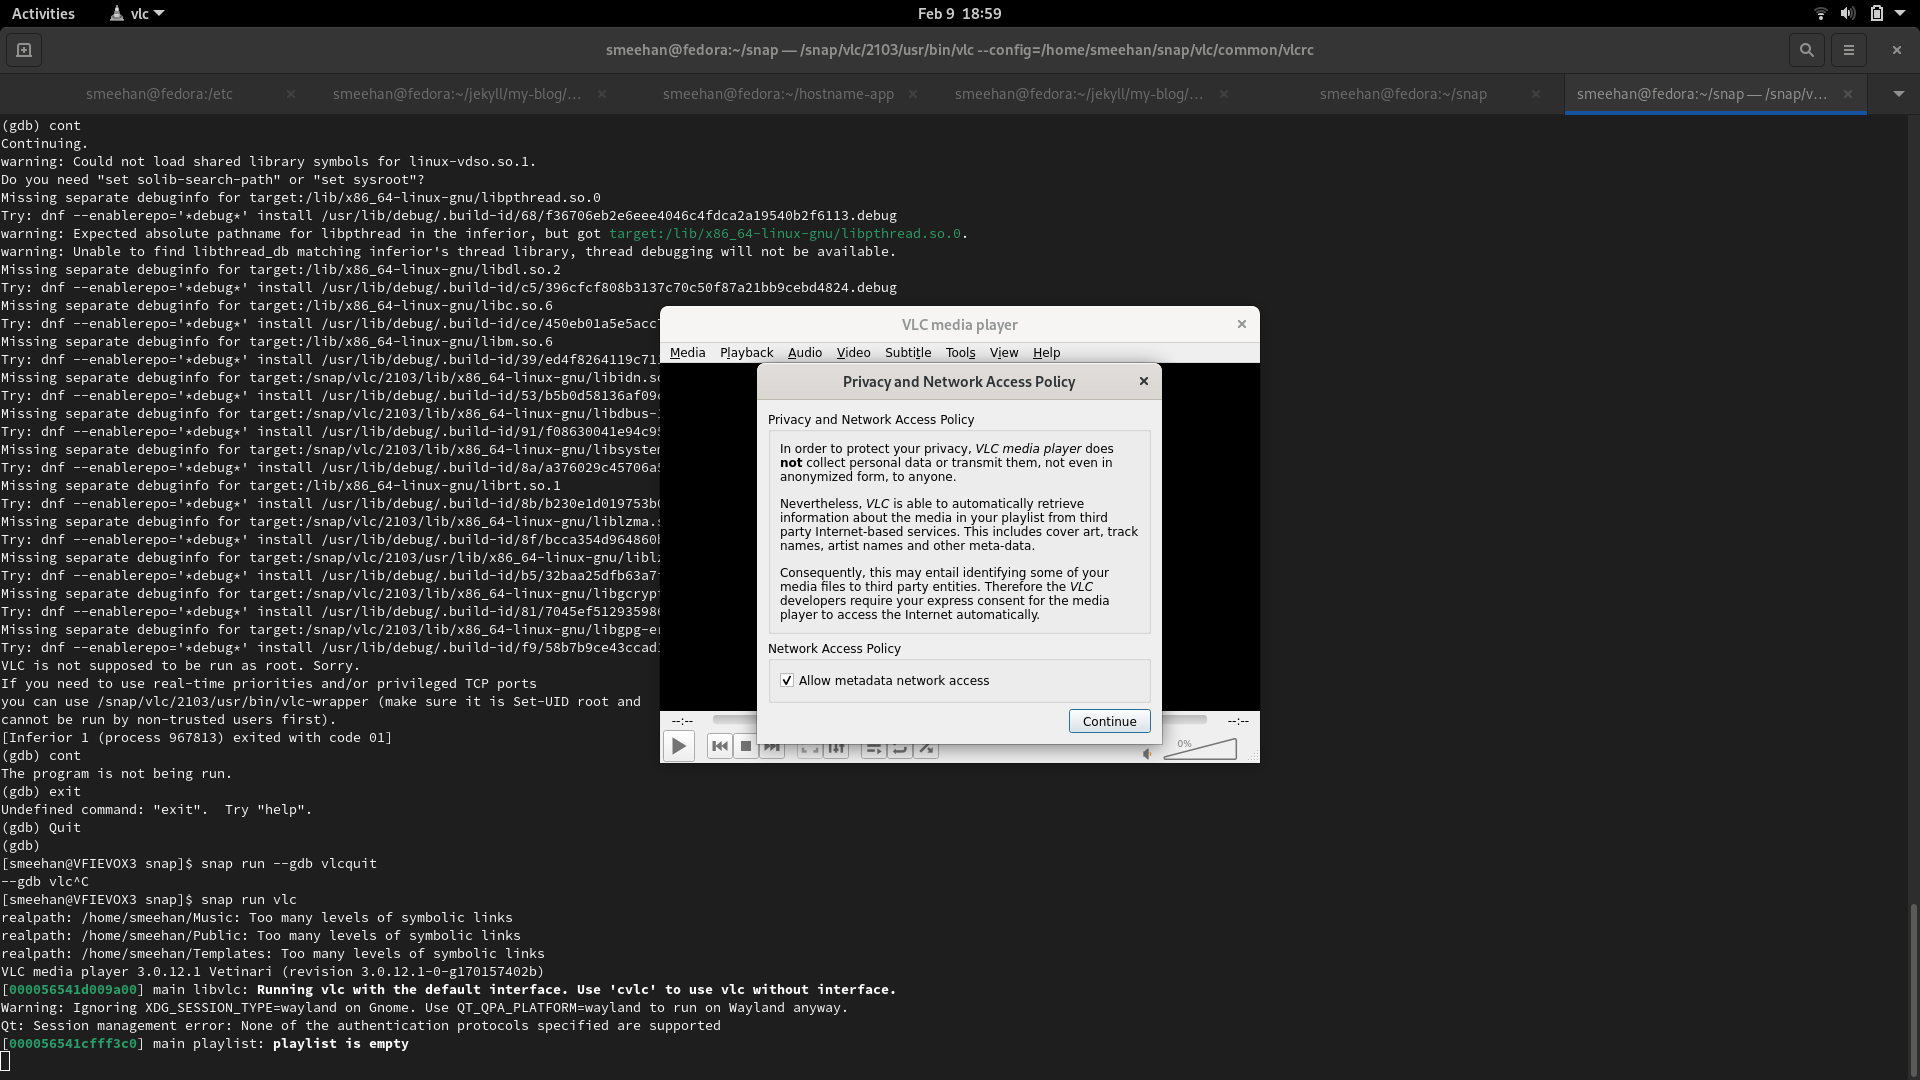 Activities
vlc
Feb 9 18:59
smeehan@fedora:~/snap — /snap/vlc/2103/usr/bin/vlc --config=/home/smeehan/snap/vlc/common/vlcrc
smeehan@fedora:/etc
smeehan@fedora:~/jekyll/my-blog/...
smeehan@fedora:~/hostname-app
smeehan@fedora:~/jekyll/my-blog/...
smeehan@fedora:~/snap
smeehan@fedora:~/snap — /snap/v...
(gdb) cont
Continuing.
warning: Could not load shared library symbols for linux-vdso.so.1.
Do you need "set solib-search-path" or "set sysroot"?
Missing separate debuginfo for target:/lib/x86_64-linux-gnu/libpthread.so.0
Try: dnf --enablerepo='*debug*' install /usr/lib/debug/.build-id/68/f36706eb2e6eee4046c4fdca2a19540b2f6113.debug
warning: Expected absolute pathname for libpthread in the inferior, but got target:/lib/x86_64-linux-gnu/libpthread.so.0.
warning: Unable to find libthread_db matching inferior's thread library, thread debugging will not be available.
Missing separate debuginfo for target:/lib/x86_64-linux-gnu/libdl.so.2
Try: dnf --enablerepo='*debug*' install /usr/lib/debug/.build-id/c5/396cfcf808b3137c70c50f87a21bb9cebd4824.debug
Missing separate debuginfo for target:/lib/x86_64-linux-gnu/libc.so.6
Try: dnf --enablerepo='*debug*' install /usr/lib/debug/.build-id/ce/450eb01a5e5acc
Missing separate debuginfo for target:/lib/x86_64-linux-gnu/libm.so.6
Try: dnf --enablerepo='*debug*' install /usr/lib/debug/.build-id/39/ed4f8264119c71
Missing separate debuginfo for target:/snap/vlc/2103/lib/x86_64-linux-gnu/libidn.s
Try: dnf --enablerepo='*debug*' install /usr/lib/debug/.build-id/53/b5b0d58136af09
Missing separate debuginfo for target:/snap/vlc/2103/lib/x86_64-linux-gnu/libdbus-
Try: dnf --enablerepo='*debug*' install /usr/lib/debug/.build-id/91/f08630041e94c9
Missing separate debuginfo for target:/snap/vlc/2103/lib/x86_64-linux-gnu/libsystem
Try: dnf --enablerepo='*debug*' install /usr/lib/debug/.build-id/8a/a376029c45706a
Missing separate debuginfo for target:/lib/x86_64-linux-gnu/librt.so.1
Try: dnf --enablerepo='*debug*' install /usr/lib/debug/.build-id/8b/b230e1d019753b
Missing separate debuginfo for target:/snap/vlc/2103/lib/x86_64-linux-gnu/liblzma.
Try: dnf --enablerepo='*debug*' install /usr/lib/debug/.build-id/8f/bcca354d964860
Missing separate debuginfo for target:/snap/vlc/2103/usr/lib/x86_64-linux-gnu/libl
Try: dnf --enablerepo='*debug*' install /usr/lib/debug/.build-id/b5/32baa25dfb63a7
Missing separate debuginfo for target:/snap/vlc/2103/lib/x86_64-linux-gnu/libgcryp
Try: dnf --enablerepo='*debug*' install /usr/lib/debug/.build-id/81/7045ef51293598
Missing separate debuginfo for target:/snap/vlc/2103/lib/x86_64-linux-gnu/libgpg-e
Try: dnf --enablerepo='*debug*' install /usr/lib/debug/.build-id/f9/58b7b9ce43ccad
VLC is not supposed to be run as root. Sorry.
If you need to use real-time priorities and/or privileged TCP ports
you can use /snap/vlc/2103/usr/bin/vlc-wrapper (make sure it is Set-UID root and
cannot be run by non-trusted users first).
[Inferior 1 (process 967813) exited with code 01]
(gdb) cont
The program is not being run.
(gdb) exit
Undefined command: "exit".  Try "help".
(gdb) Quit
(gdb)
[smeehan@VFIEVOX3 snap]$ snap run --gdb vlcquit
--gdb vlc^C
[smeehan@VFIEVOX3 snap]$ snap run vlc
realpath: /home/smeehan/Music: Too many levels of symbolic links
realpath: /home/smeehan/Public: Too many levels of symbolic links
realpath: /home/smeehan/Templates: Too many levels of symbolic links
VLC media player 3.0.12.1 Vetinari (revision 3.0.12.1-0-g170157402b)
[000056541d009a00] main libvlc: Running vlc with the default interface. Use 'cvlc' to use vlc without interface.
Warning: Ignoring XDG_SESSION_TYPE=wayland on Gnome. Use QT_QPA_PLATFORM=wayland to run on Wayland anyway.
Qt: Session management error: None of the authentication protocols specified are supported
[000056541cfff3c0] main playlist: playlist is empty
VLC media player
Media Playback Audio Video Subtitle Tools View Help
Privacy and Network Access Policy
Privacy and Network Access Policy
In order to protect your privacy, VLC media player does
not collect personal data or transmit them, not even in
anonymized form, to anyone.
Nevertheless, VLC is able to automatically retrieve
information about the media in your playlist from third
party Internet-based services. This includes cover art, track
names, artist names and other meta-data.
Consequently, this may entail identifying some of your
media files to third party entities. Therefore the VLC
developers require your express consent for the media
player to access the Internet automatically.
Network Access Policy
Allow metadata network access
Continue
--:--
--:--
0%